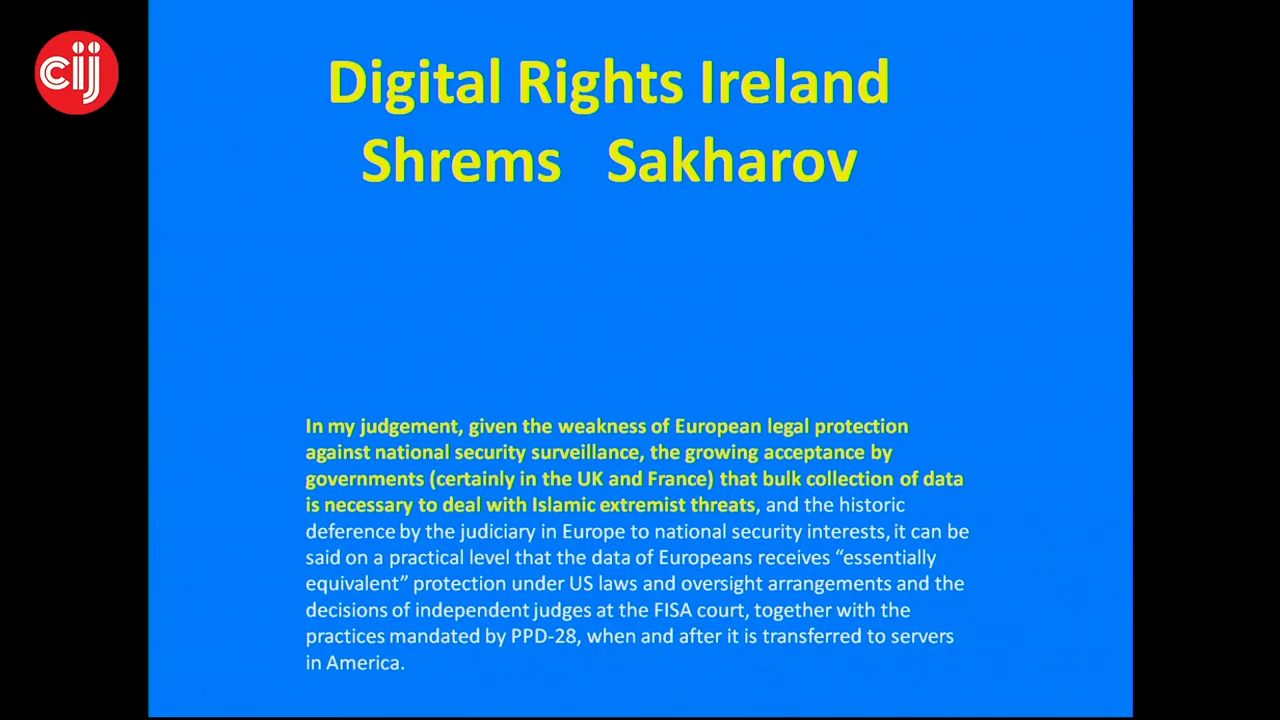 cij
Digital Rights Ireland
Shrems Sakharov
In my judgement, given the weakness of European legal protection
against national security surveillance, the growing acceptance by
governments (certainly in the UK and France) that bulk collection of data
is necessary to deal with Islamic extremist threats, and the historic
deference by the judiciary in Europe to national security interests, it can be
said on a practical level that the data of Europeans receives “essentially
equivalent” protection under US laws and oversight arrangements and the
decisions of independent judges at the FISA court, together with the
practices mandated by PPD-28, when and after it is transferred to servers
in America.